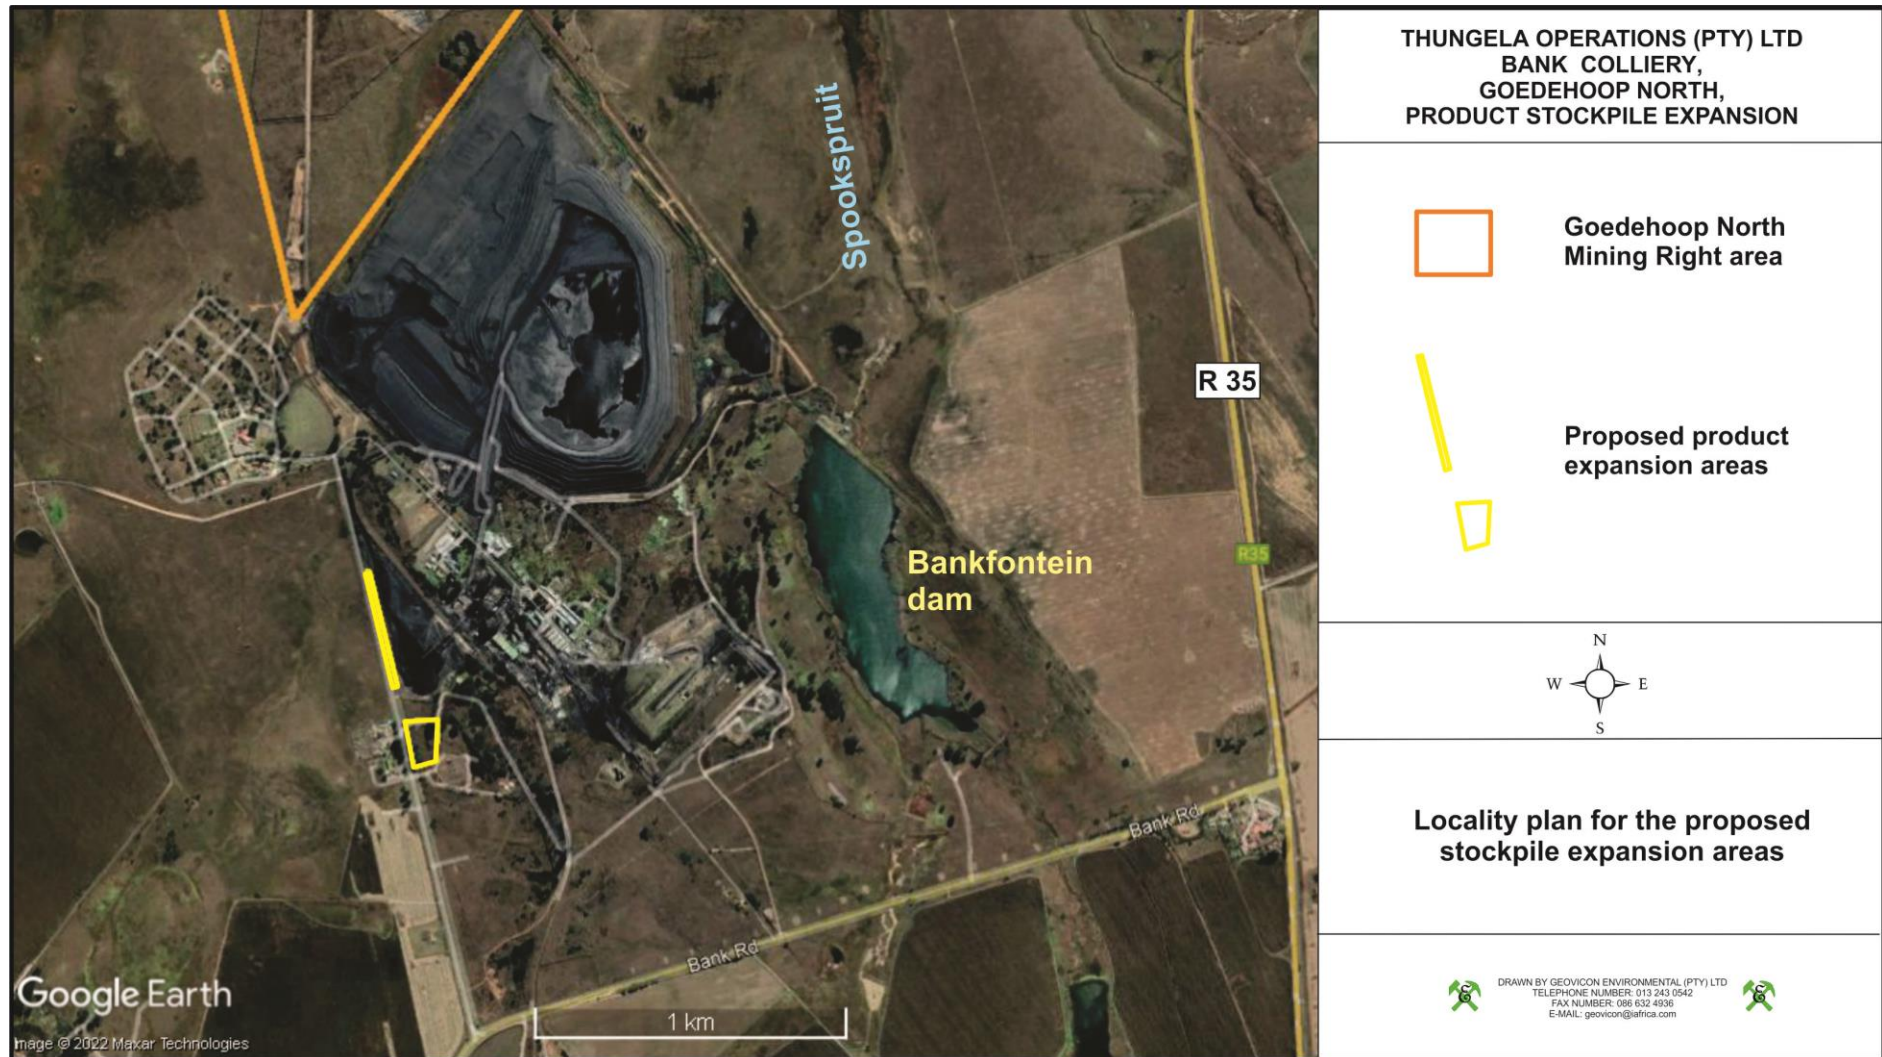 THUNGELA OPERATIONS (PTY) LTD
BANK COLLIERY,
GOEDEHOOP NORTH,
PRODUCT STOCKPILE EXPANSION
Goedehoop North
Mining Right area
Proposed product
expansion areas
N
W E
S
Locality plan for the proposed
stockpile expansion areas
DRAWN BY GEOVICON ENVIRONMENTAL (PTY) LTD
TELEPHONE NUMBER: 013 243 0542
FAX NUMBER: 086 632 4936
E-MAIL: geovicon@iafrica.com
Spookspruit
R 35
R35
Bankfontein
dam
Bank Rd
Bank Rd
1 km
Google Earth
mage © 2022 Maxar Technologies